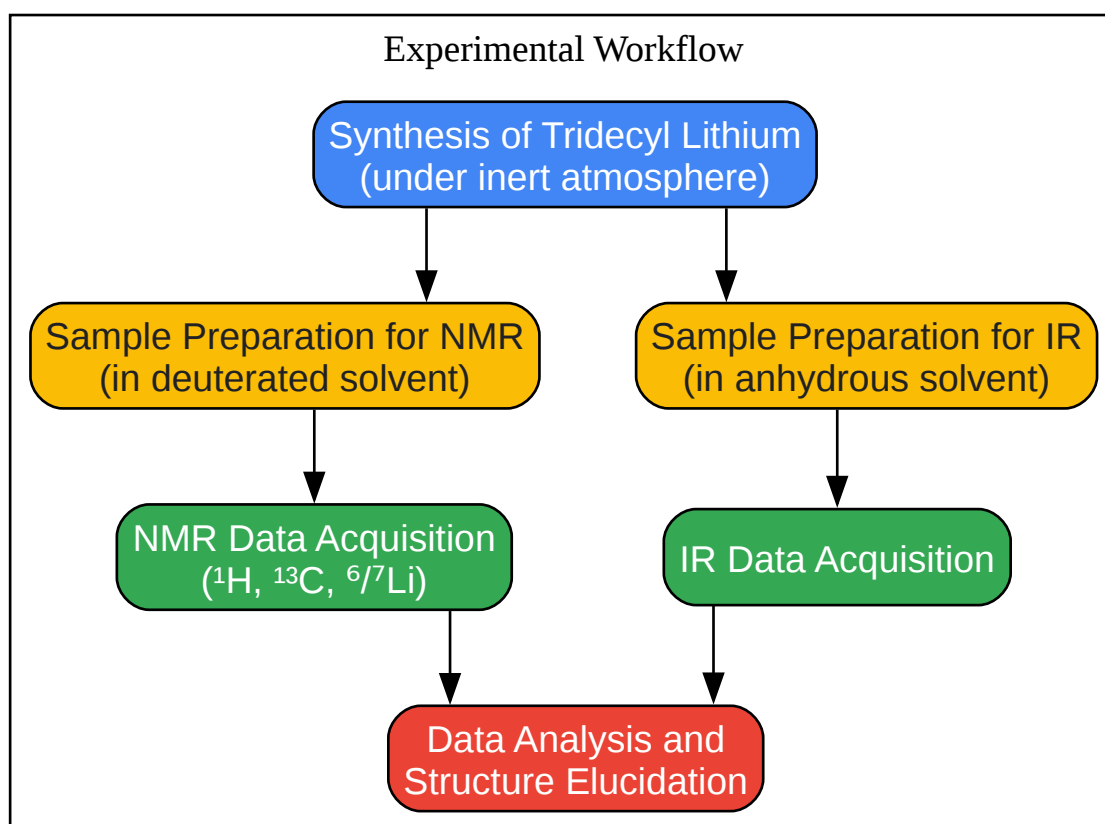 Experimental Workflow
Synthesis of Tridecyl Lithium
(under inert atmosphere)
Sample Preparation for NMR
(in deuterated solvent)
Sample Preparation for IR
(in anhydrous solvent)
NMR Data Acquisition
(¹H, ¹³C, ⁶/⁷Li)
IR Data Acquisition
Data Analysis and
Structure Elucidation